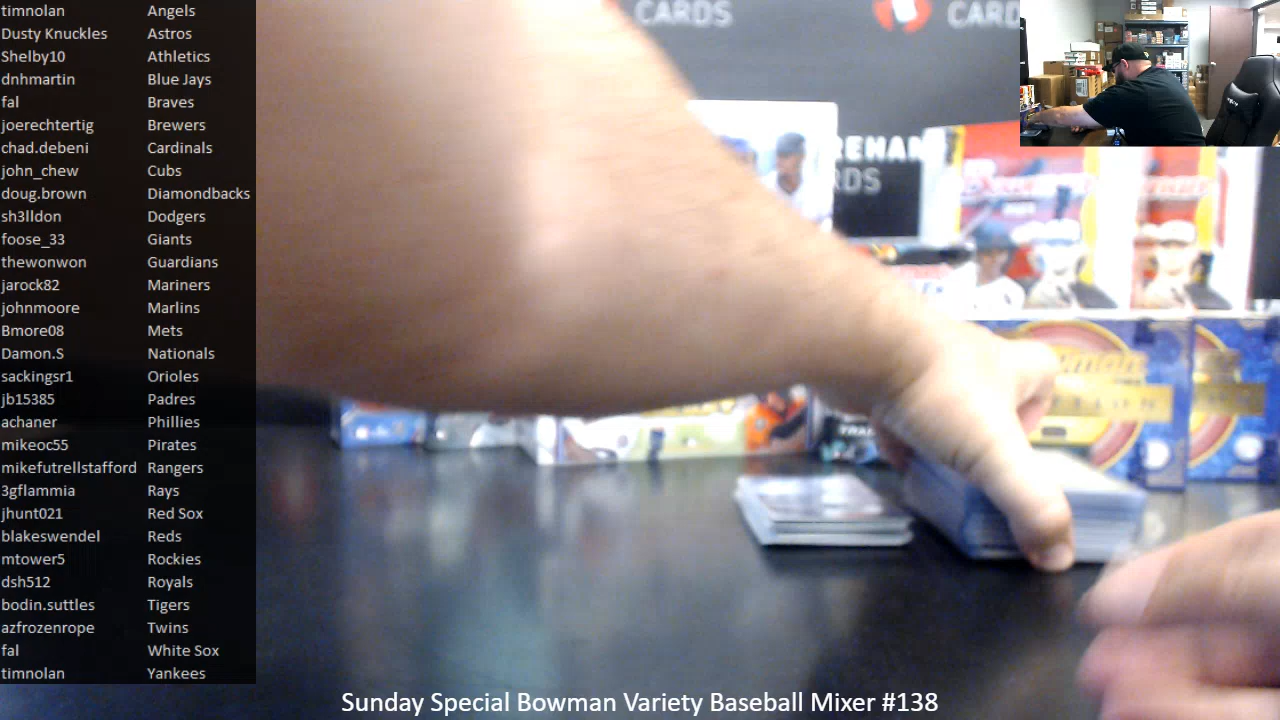 timnolan Angels
Dusty Knuckles Astros
Shelby10 Athletics
dnhmartin Blue Jays
fal Braves
joerechtertig Brewers
chad.debeni Cardinals
john_chew Cubs
doug.brown Diamondbacks
sh3lldon Dodgers
foose_33 Giants
thewonwon Guardians
jarock82 Mariners
johnmoore Marlins
Bmore08 Mets
Damon.S Nationals
sackingsr1 Orioles
jb15385 Padres
achaner Phillies
mikeoc55 Pirates
mikefutrellstafford Rangers
3gflammia Rays
jhunt021 Red Sox
blakeswendel Reds
mtower5 Rockies
dsh512 Royals
bodin.suttles Tigers
azfrozenrope Twins
fal White Sox
timnolan Yankees
CARDS
CARD
REHAN
RDS
Sunday Special Bowman Variety Baseball Mixer #138